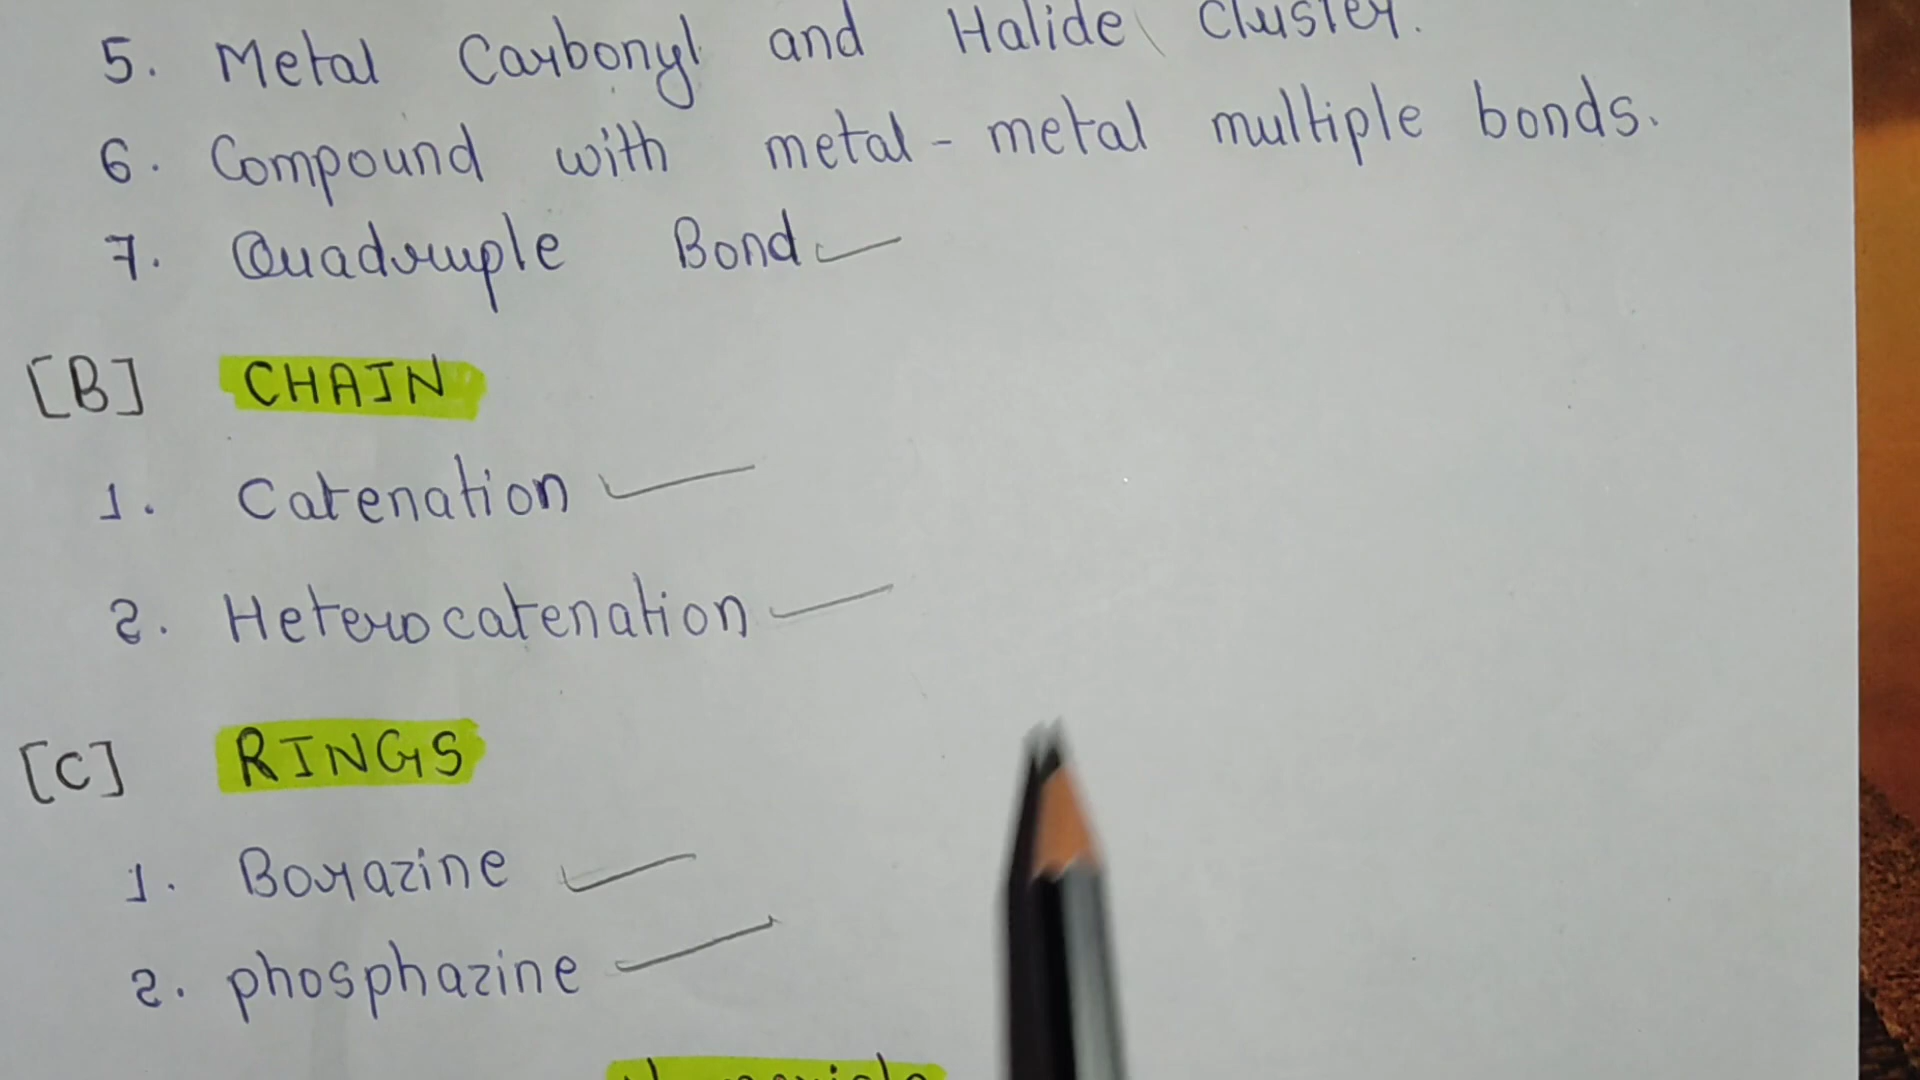 5. Metal Carbonyl and Halide Cluster.
6. Compound with metal - metal multiple bonds.
7. Quadruple Bond
[B] CHAIN
1. Catenation
2. Heterocatenation
[C] RINGS
1. Borazine
2. phosphazine